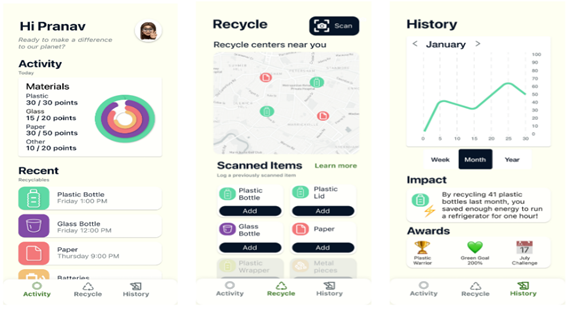 Hi Pranav
Ready to make a difference
to our planet?
Activity
Today
Materials
Plastic
30 / 30 points
Glass
15 / 20 points
Paper
30 / 50 points
Other
10 / 20 points
Recent
Recyclables
Plastic Bottle
Friday 1:00 PM
Glass Bottle
Friday 12:00 PM
Paper
Thursday 9:00 PM
Batteries
Activity
Recycle
History
Recycle
Scan
Recycle centers near you
Scanned Items
Learn more
Log a previously scanned item
Plastic
Bottle
Add
Plastic
Lid
Add
Glass
Bottle
Add
Paper
Add
Plastic
Wrapper
Metal
pieces
Activity
Recycle
History
History
< January >
100
90
80
70
60
50
40
30
20
10
0
0 5 10 15 20 25 30
Week
Month
Year
Impact
By recycling 41 plastic
bottles last month, you
saved enough energy to run
a refrigerator for one hour!
Awards
Plastic
Warrior
Green Goal
200%
July
Challenge
Activity
Recycle
History